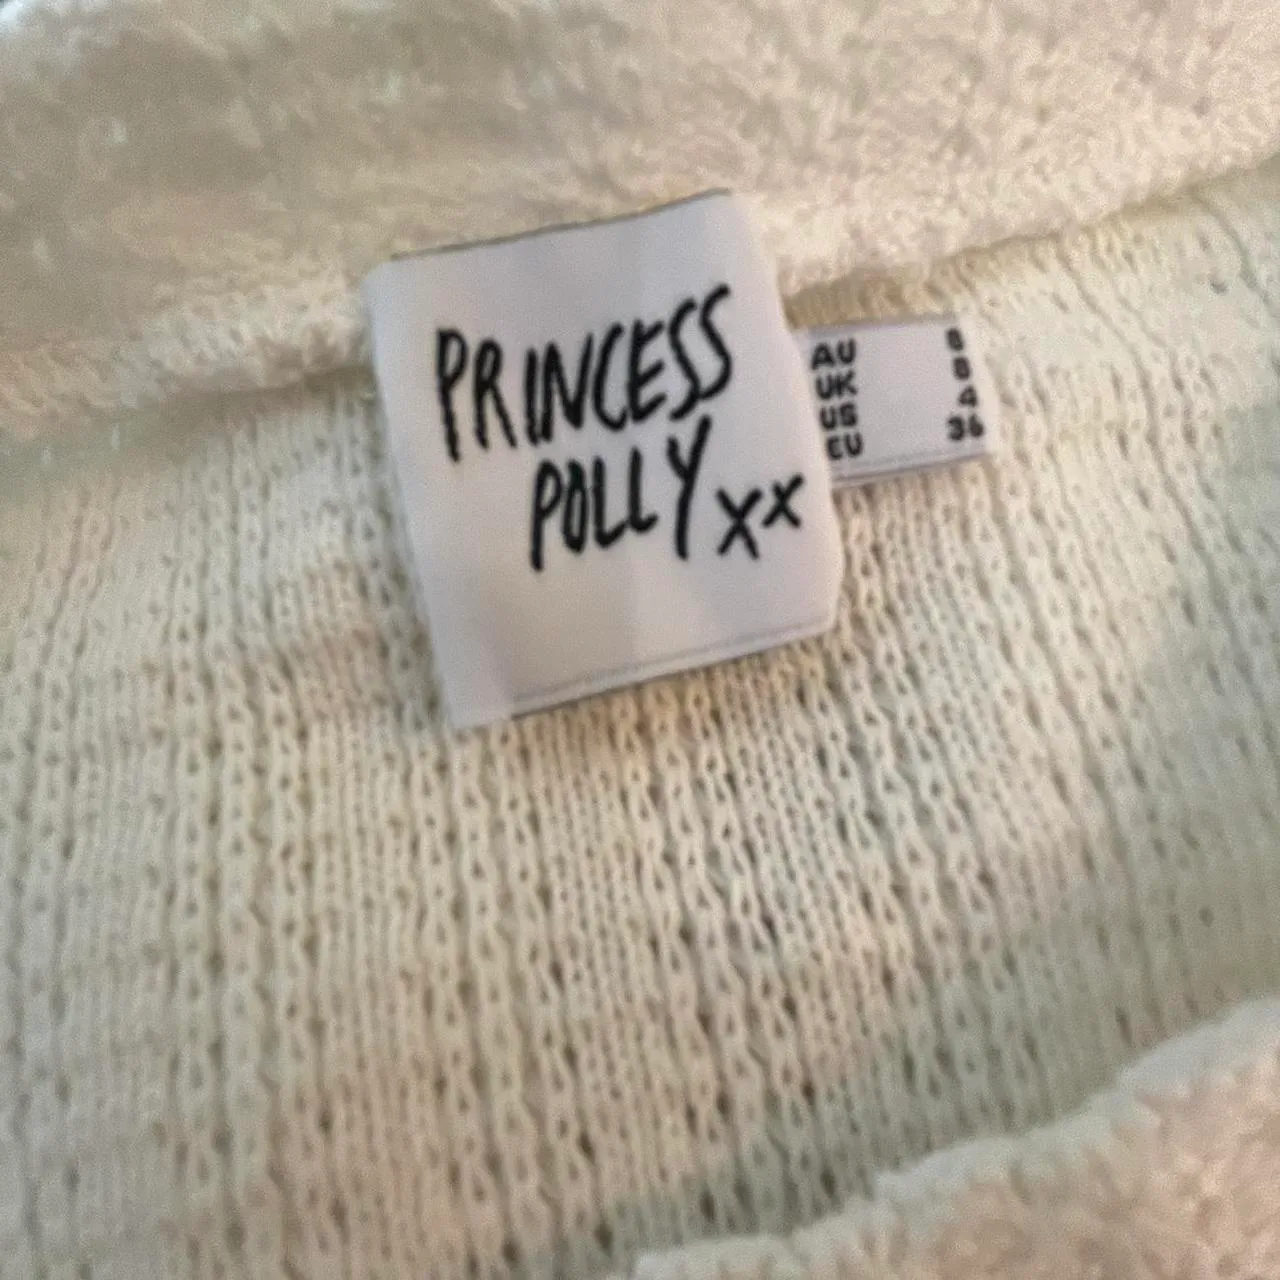 PRINCESS
POLLY xx
AU 8
UK 8
US 4
EU 36